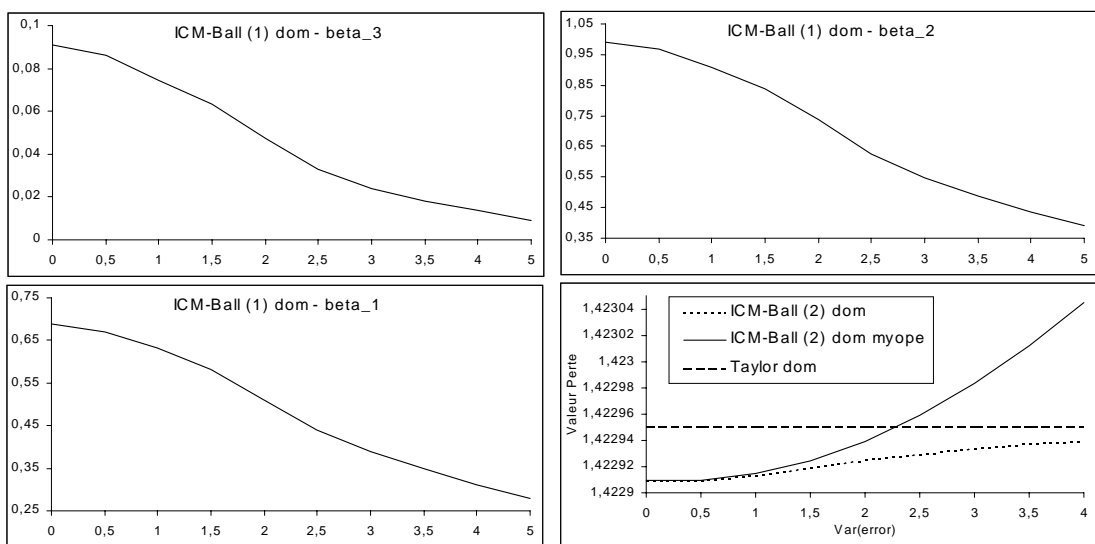 ICM-Ball (1) dom - beta_3
0,1
0,08
0,06
0,04
0,02
0
0 0,5 1 1,5 2 2,5 3 3,5 4 5
ICM-Ball (1) dom - beta_2
1,05
0,95
0,85
0,75
0,65
0,55
0,45
0,35
0 0,5 1 1,5 2 2,5 3 3,5 4 5
ICM-Ball (1) dom - beta_1
0,75
0,65
0,55
0,45
0,35
0,25
0 0,5 1 1,5 2 2,5 3 3,5 4 5
ICM-Ball (2) dom
ICM-Ball (2) dom myope
Taylor dom
Valeur Perte
1,42304
1,42302
1,423
1,42298
1,42296
1,42294
1,42292
1,4229
0 0,5 1 1,5 2 2,5 3 3,5 4
Var(error)